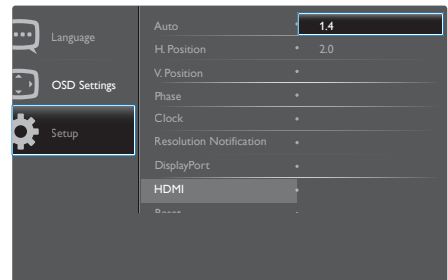 Language
OSD Settings
Setup
Auto
H. Position
V. Position
Phase
Clock
Resolution Notification
DisplayPort
HDMI
1.4
2.0